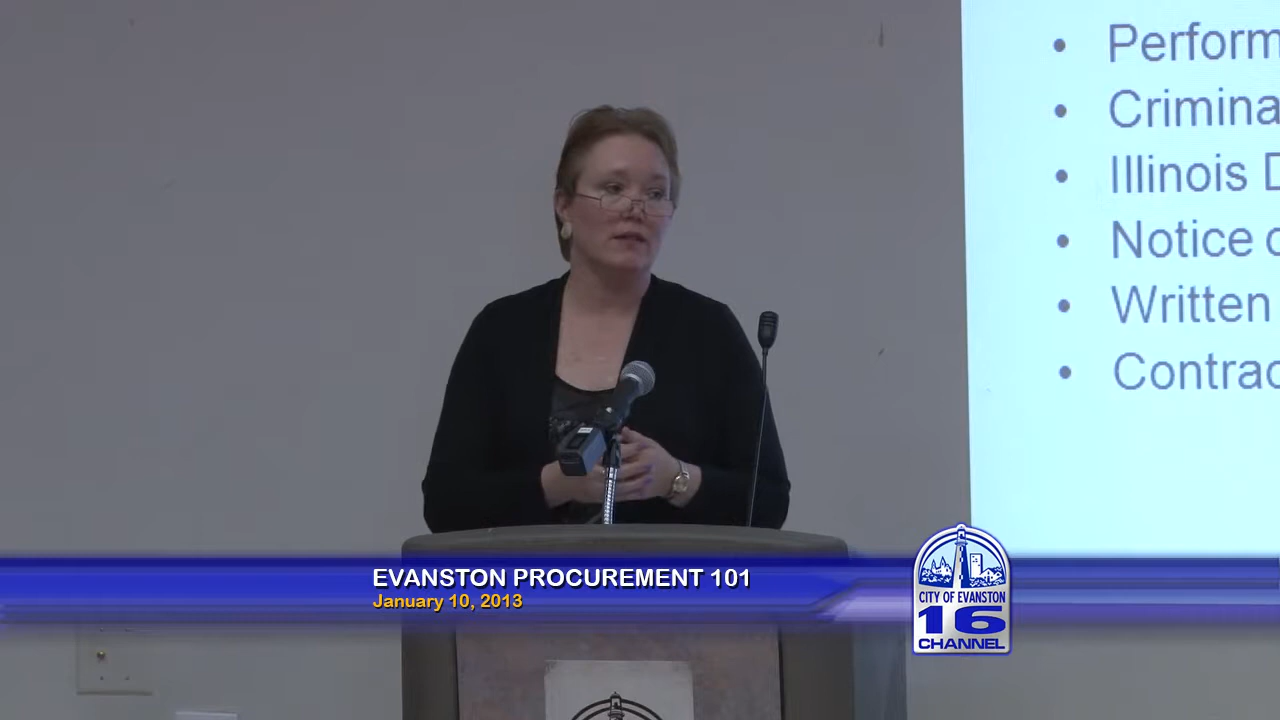 Perform
Crimina
Illinois D
Notice o
Written
Contrac
EVANSTON PROCUREMENT 101
January 10, 2013
CITY OF EVANSTON
16
CHANNEL